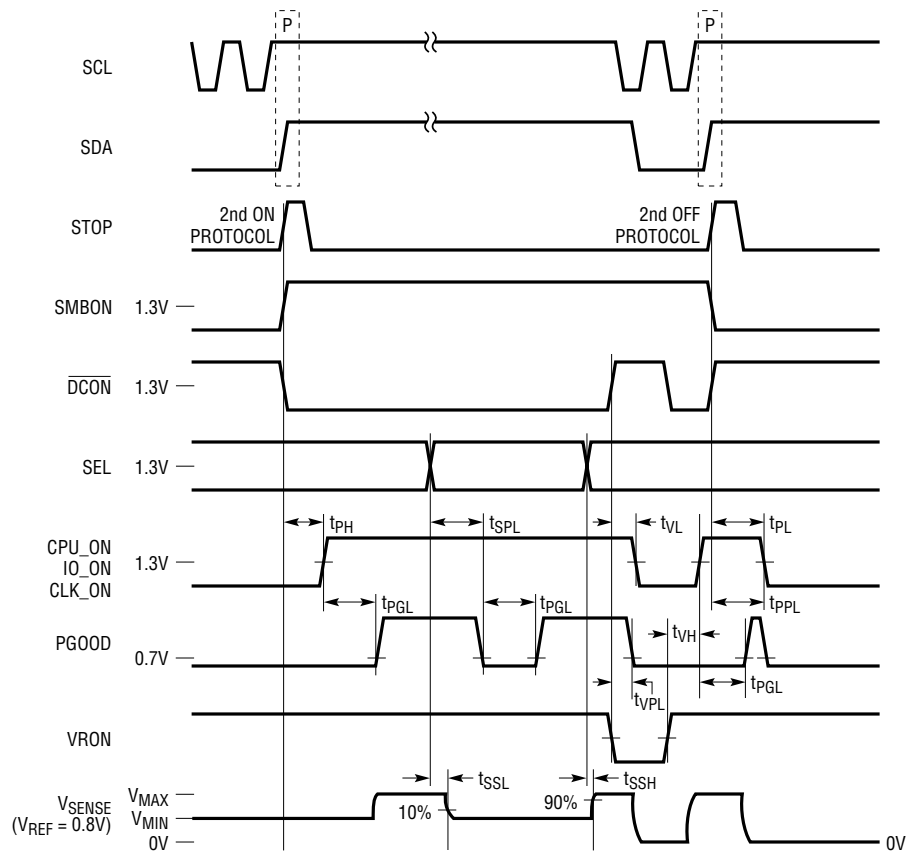 P
P
SCL
SDA
STOP
2nd ON
PROTOCOL
2nd OFF
PROTOCOL
SMBON 1.3V
DCON 1.3V
SEL 1.3V
tPH
tSPL
tVL
tPL
CPU_ON
IO_ON
CLK_ON
1.3V
tPGL
tPGL
tPPL
PGOOD
0.7V
tVH
tPGL
tVPL
VRON
tSSL
tSSH
VSENSE
(VREF = 0.8V)
VMAX
VMIN
0V
10%
90%
0V